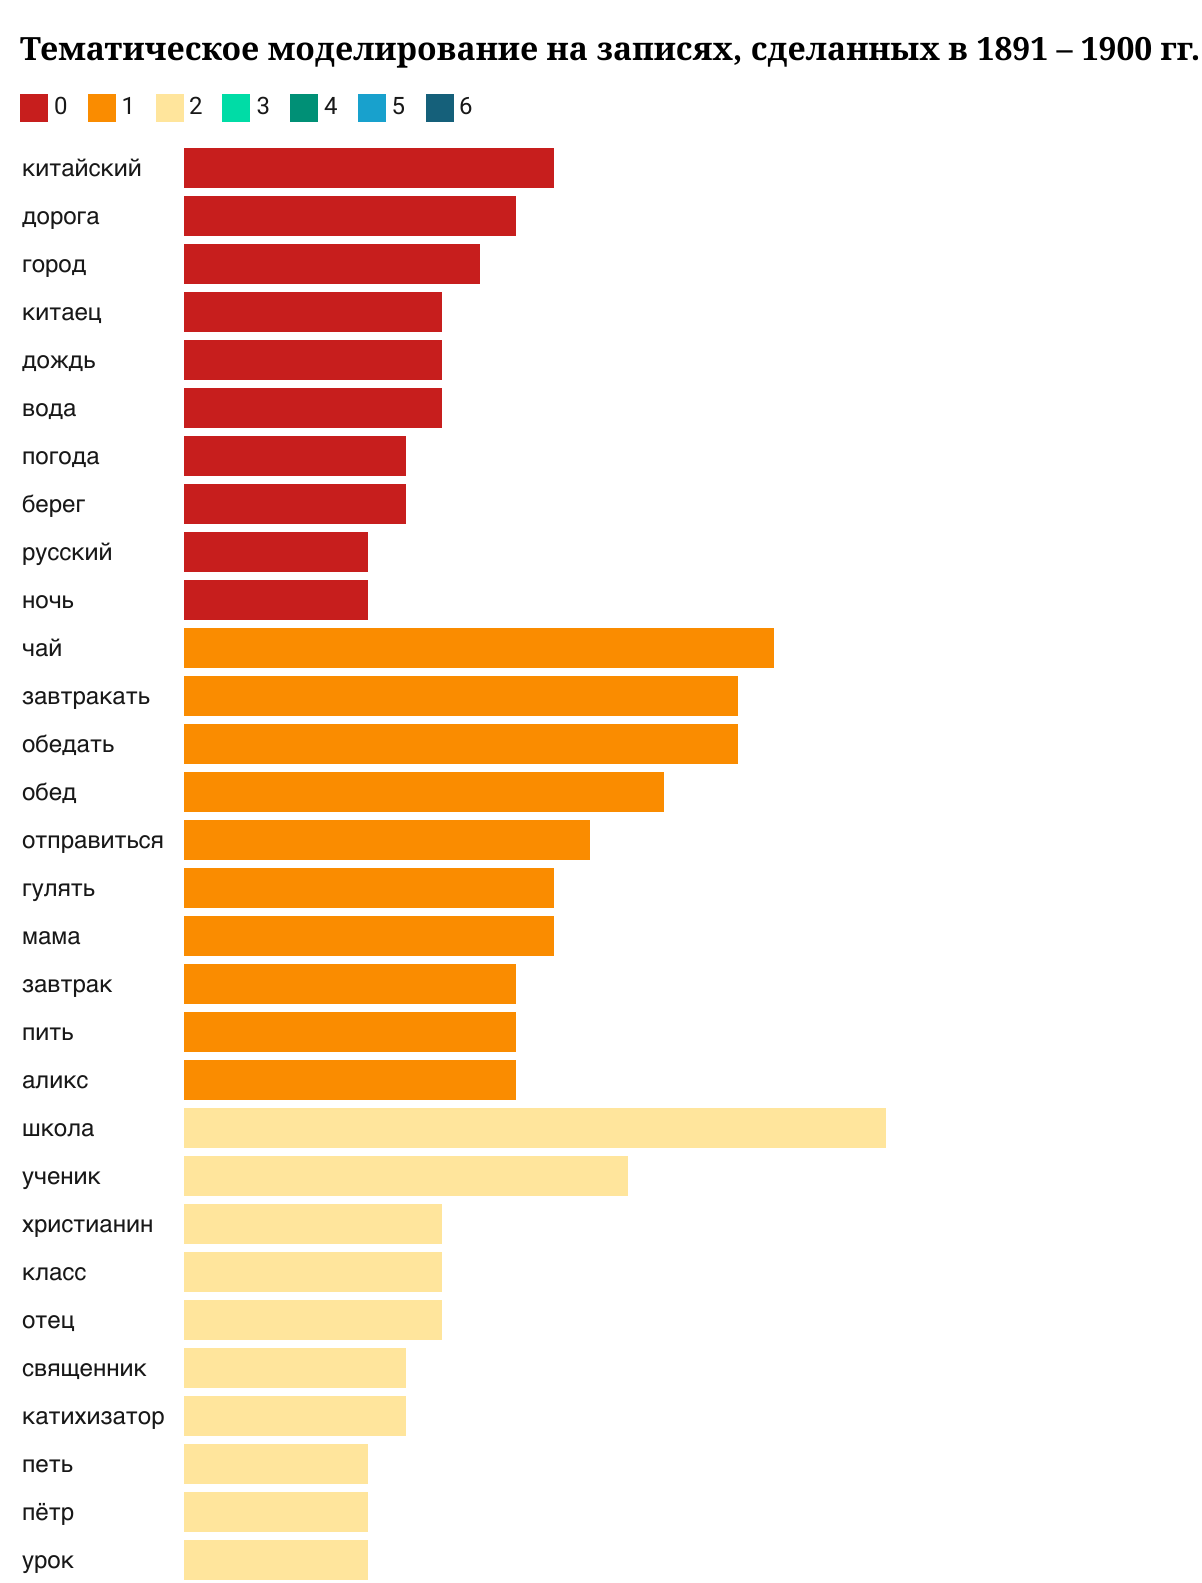 Тематическое моделирование на записях, сделанных в 1891 – 1900 гг.
0 1 2 3 4 5 6
китайский
дорога
город
китаец
дождь
вода
погода
берег
русский
ночь
чай
завтракать
обедать
обед
отправиться
гулять
мама
завтрак
пить
аликс
школа
ученик
христианин
класс
отец
священник
катихизатор
петь
пётр
урок